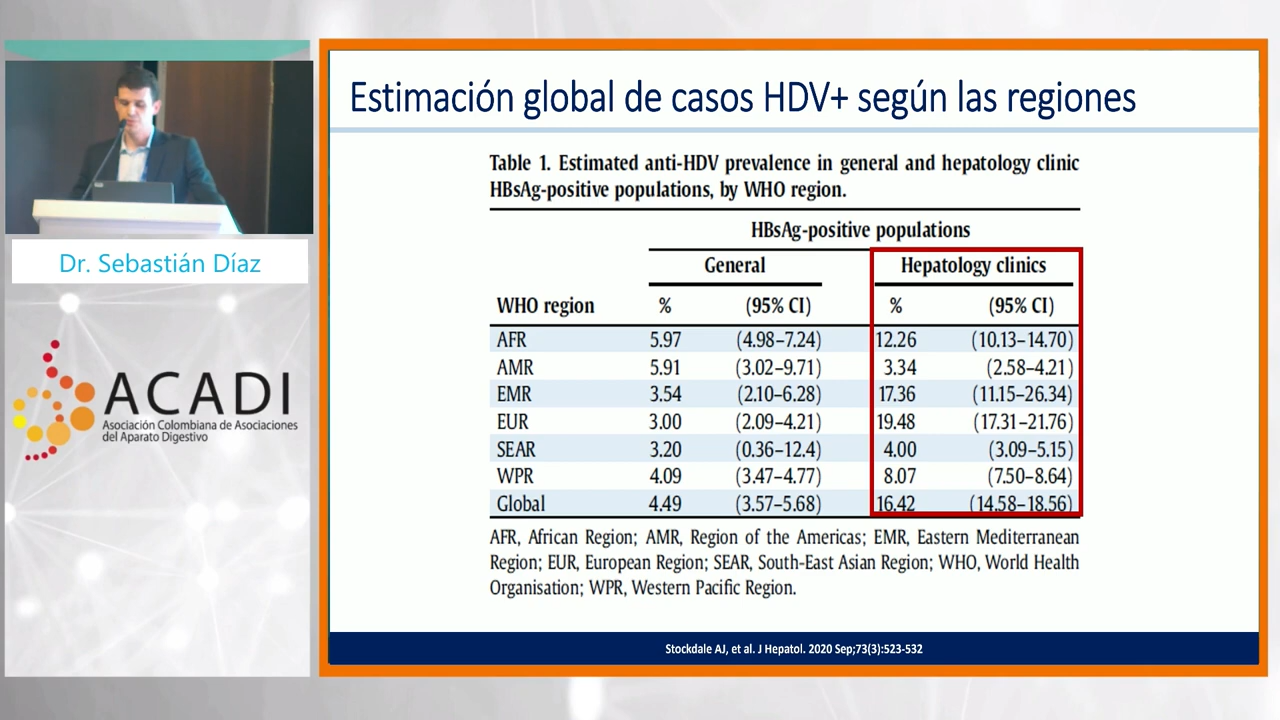 Estimación global de casos HDV+ según las regiones
Table 1. Estimated anti-HDV prevalence in general and hepatology clinic
HBsAg-positive populations, by WHO region.
HBsAg-positive populations
General Hepatology clinics
WHO region % (95% CI) % (95% CI)
AFR 5.97 (4.98–7.24) 12.26 (10.13–14.70)
AMR 5.91 (3.02–9.71) 3.34 (2.58–4.21)
EMR 3.54 (2.10–6.28) 17.36 (11.15–26.34)
EUR 3.00 (2.09–4.21) 19.48 (17.31–21.76)
SEAR 3.20 (0.36–12.4) 4.00 (3.09–5.15)
WPR 4.09 (3.47–4.77) 8.07 (7.50–8.64)
Global 4.49 (3.57–5.68) 16.42 (14.58–18.56)
AFR, African Region; AMR, Region of the Americas; EMR, Eastern Mediterranean
Region; EUR, European Region; SEAR, South-East Asian Region; WHO, World Health
Organisation; WPR, Western Pacific Region.
Stockdale AJ, et al. J Hepatol. 2020 Sep;73(3):523-532
Dr. Sebastián Díaz
ACADI
Asociación Colombiana de Asociaciones
del Aparato Digestivo